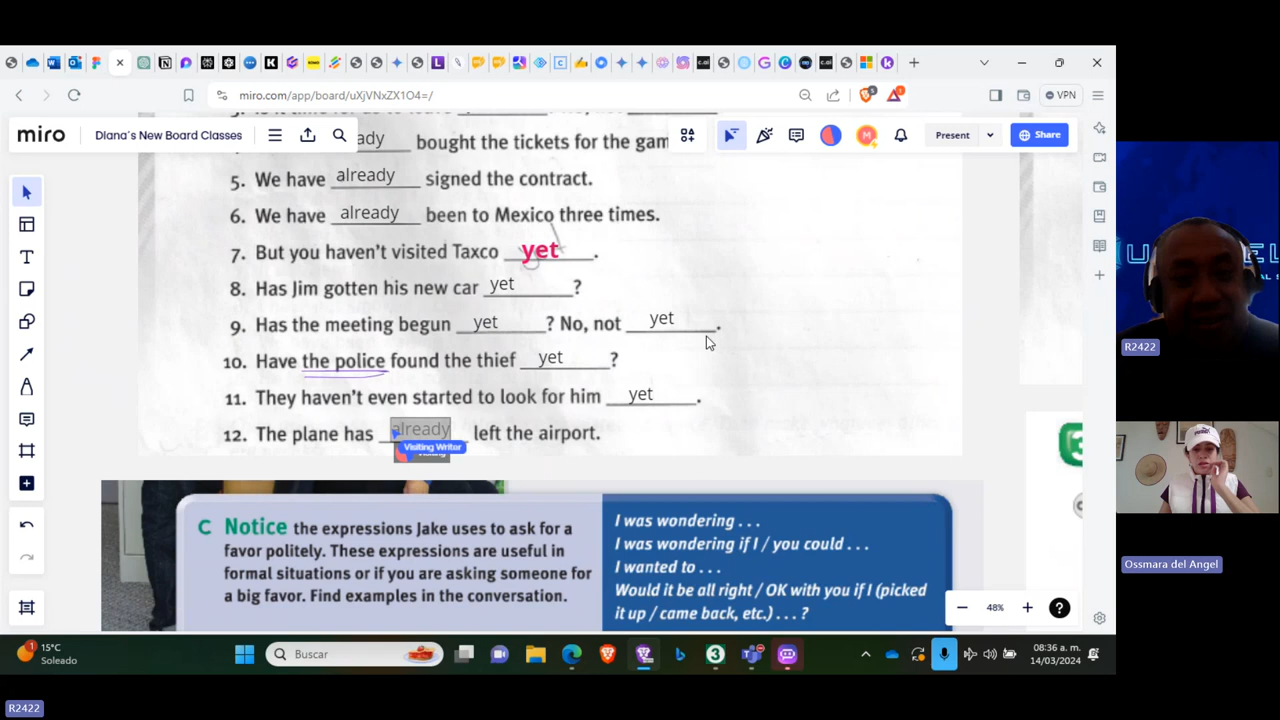 miro.com/app/board/uXjVNxZX1O4=/
VPN
miro
DIana's New Board Classes
Present
Share
ady bought the tickets for the gam
5. We have already signed the contract.
6. We have already been to Mexico three times.
7. But you haven't visited Taxco yet.
8. Has Jim gotten his new car yet?
9. Has the meeting begun yet? No, not yet.
10. Have the police found the thief yet?
11. They haven't even started to look for him yet.
12. The plane has already left the airport.
Visiting Writer
C Notice the expressions Jake uses to ask for a
favor politely. These expressions are useful in
formal situations or if you are asking someone for
a big favor. Find examples in the conversation.
I was wondering . . .
I was wondering if I / you could . . .
I wanted to . . .
Would it be all right / OK with you if I (picked
it up / came back, etc.) . . . ?
48%
R2422
Ossmara del Angel
15°C
Soleado
Buscar
08:36 a. m.
14/03/2024
R2422